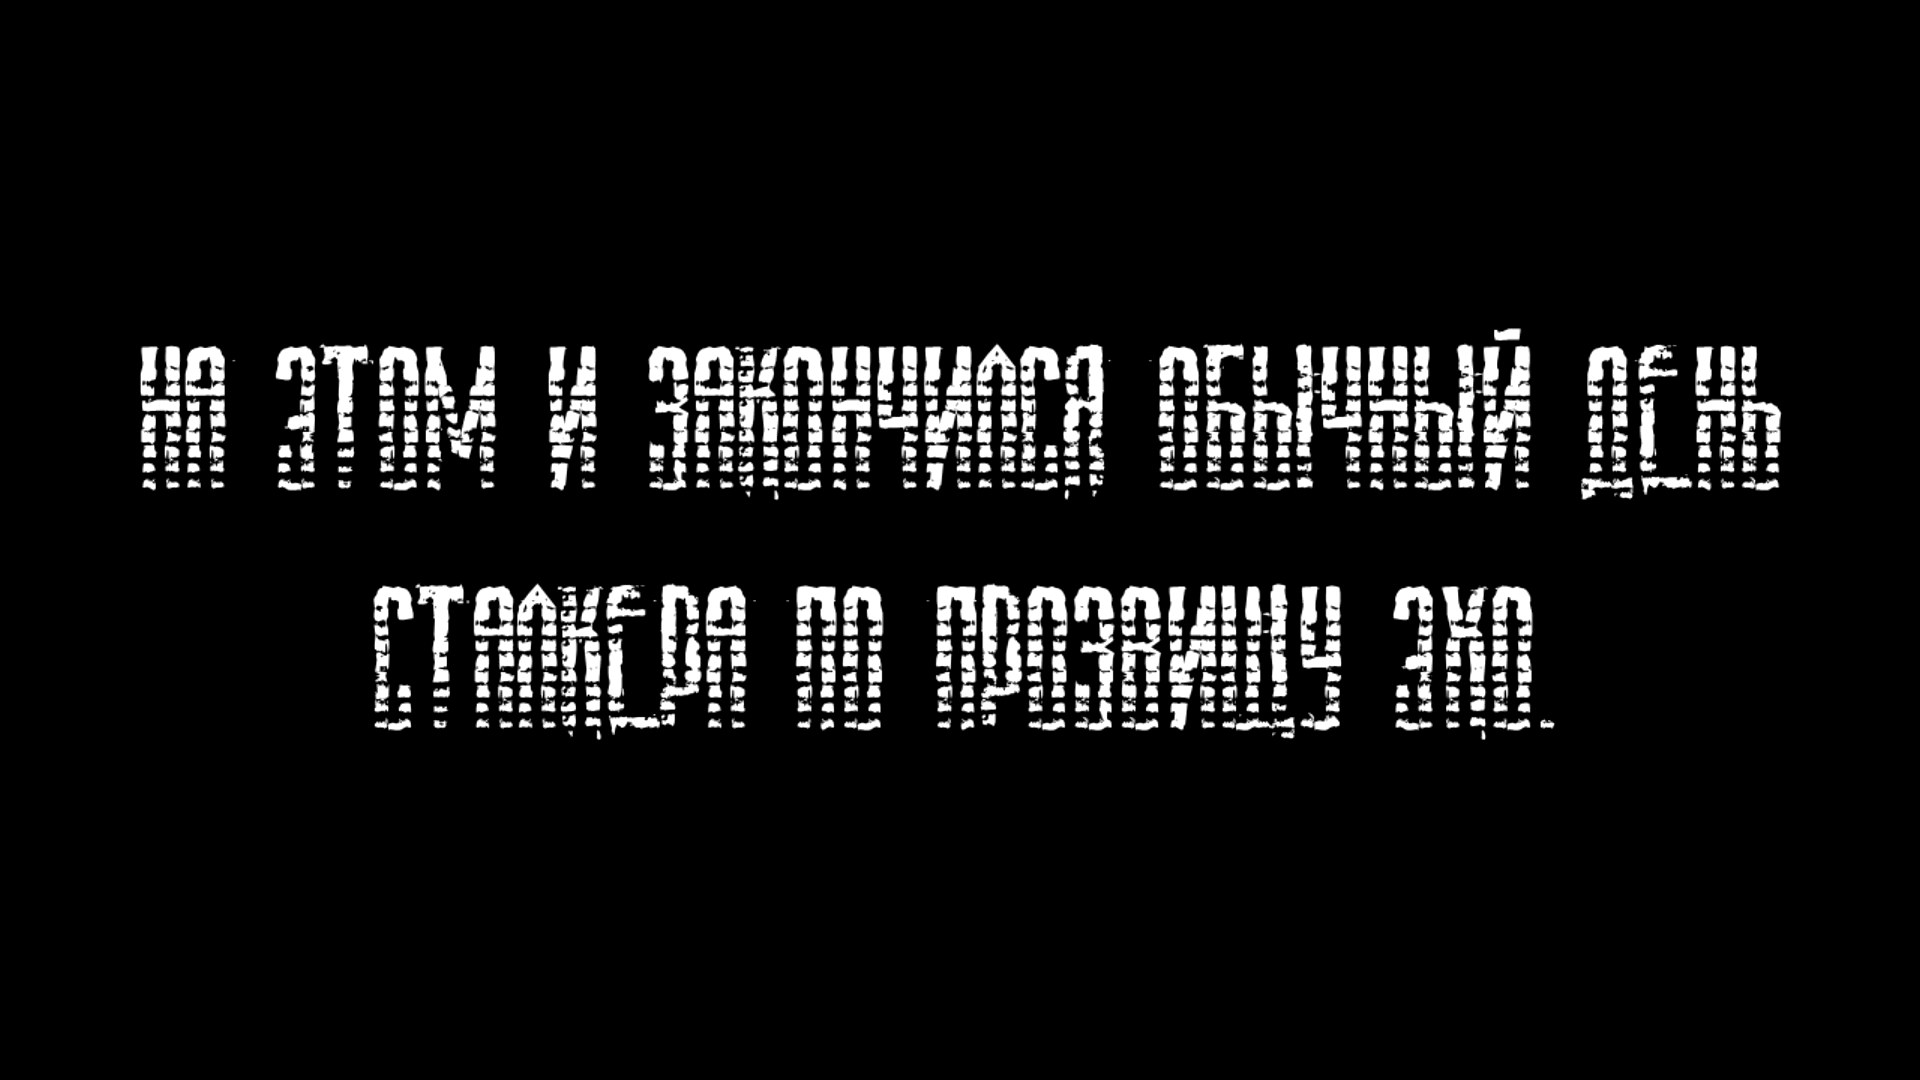 НА ЭТОМ И ЗАКОНЧИЛСЯ ОБЫЧНЫЙ ДЕНЬ
СТАЛКЕРА ПО ПРОЗВИЩУ ЭХО.